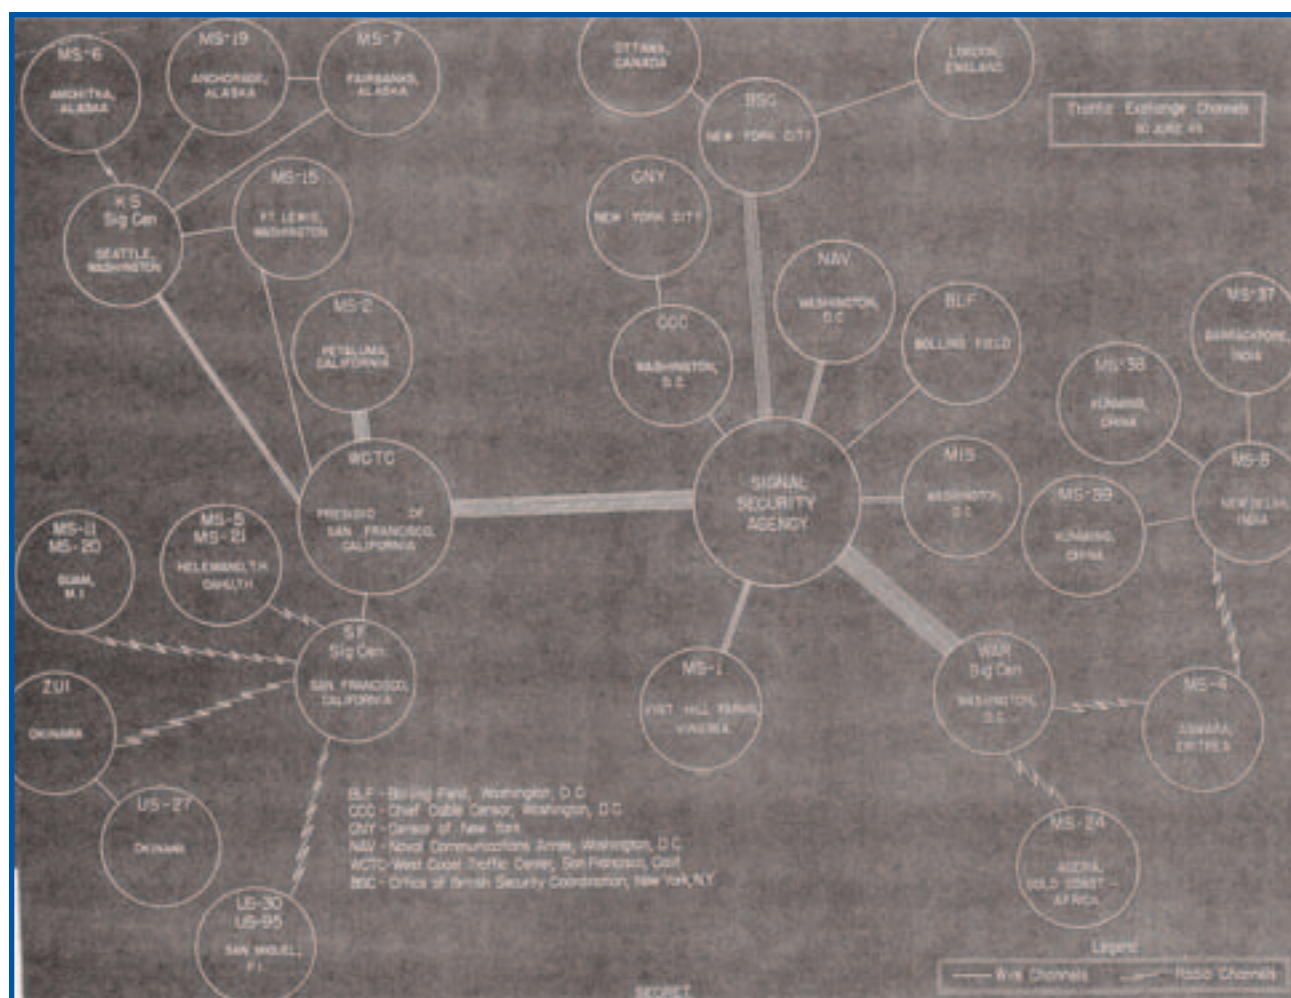 MS-6
AMCHITKA,
ALASKA
MS-19
ANCHORAGE,
ALASKA
MS-7
FAIRBANKS,
ALASKA
OTTAWA,
CANADA
LONDON,
ENGLAND
BSC
NEW YORK CITY
Traffic Exchange Channels
30 JUNE 45
KS
Sig Cen
SEATTLE,
WASHINGTON
MS-15
FT. LEWIS,
WASHINGTON
GNY
NEW YORK CITY
MS-2
PETALUMA,
CALIFORNIA
CCC
WASHINGTON,
D.C.
NAV
WASHINGTON,
D.C.
BLF
BOLLING FIELD
MS-37
BARRACKPORE,
INDIA
MS-38
KUNMING,
CHINA
WCTC
PRESIDIO OF
SAN FRANCISCO,
CALIFORNIA
SIGNAL
SECURITY
AGENCY
MIS
WASHINGTON,
D.C.
MS-39
KUNMING,
CHINA
MS-8
NEW DELHI,
INDIA
MS-11
MS-20
GUAM,
M.I.
MS-5
MS-21
HELEMANO, T.H.
OAHU, T.H.
SF
Sig Cen.
SAN FRANCISCO,
CALIFORNIA
MS-1
VINT HILL FARMS,
VIRGINIA
WAR
Sig Cen
WASHINGTON,
D.C.
MS-4
ASMARA,
ERITREA
ZUI
OKINAWA
US-27
OKINAWA
US-30
US-95
SAN MIGUEL,
P.I.
MS-24
ACCRA,
GOLD COAST —
AFRICA
BLF - Bolling Field, Washington, D.C.
CCC - Chief Cable Censor, Washington, D.C.
GNY - Censor of New York
NAV - Naval Communications Annex, Washington, D.C.
WCTC - West Coast Traffic Center, San Francisco, Calif
BSC - Office of British Security Coordination, New York, N.Y.
Legend
Wire Channels
Radio Channels
SECRET